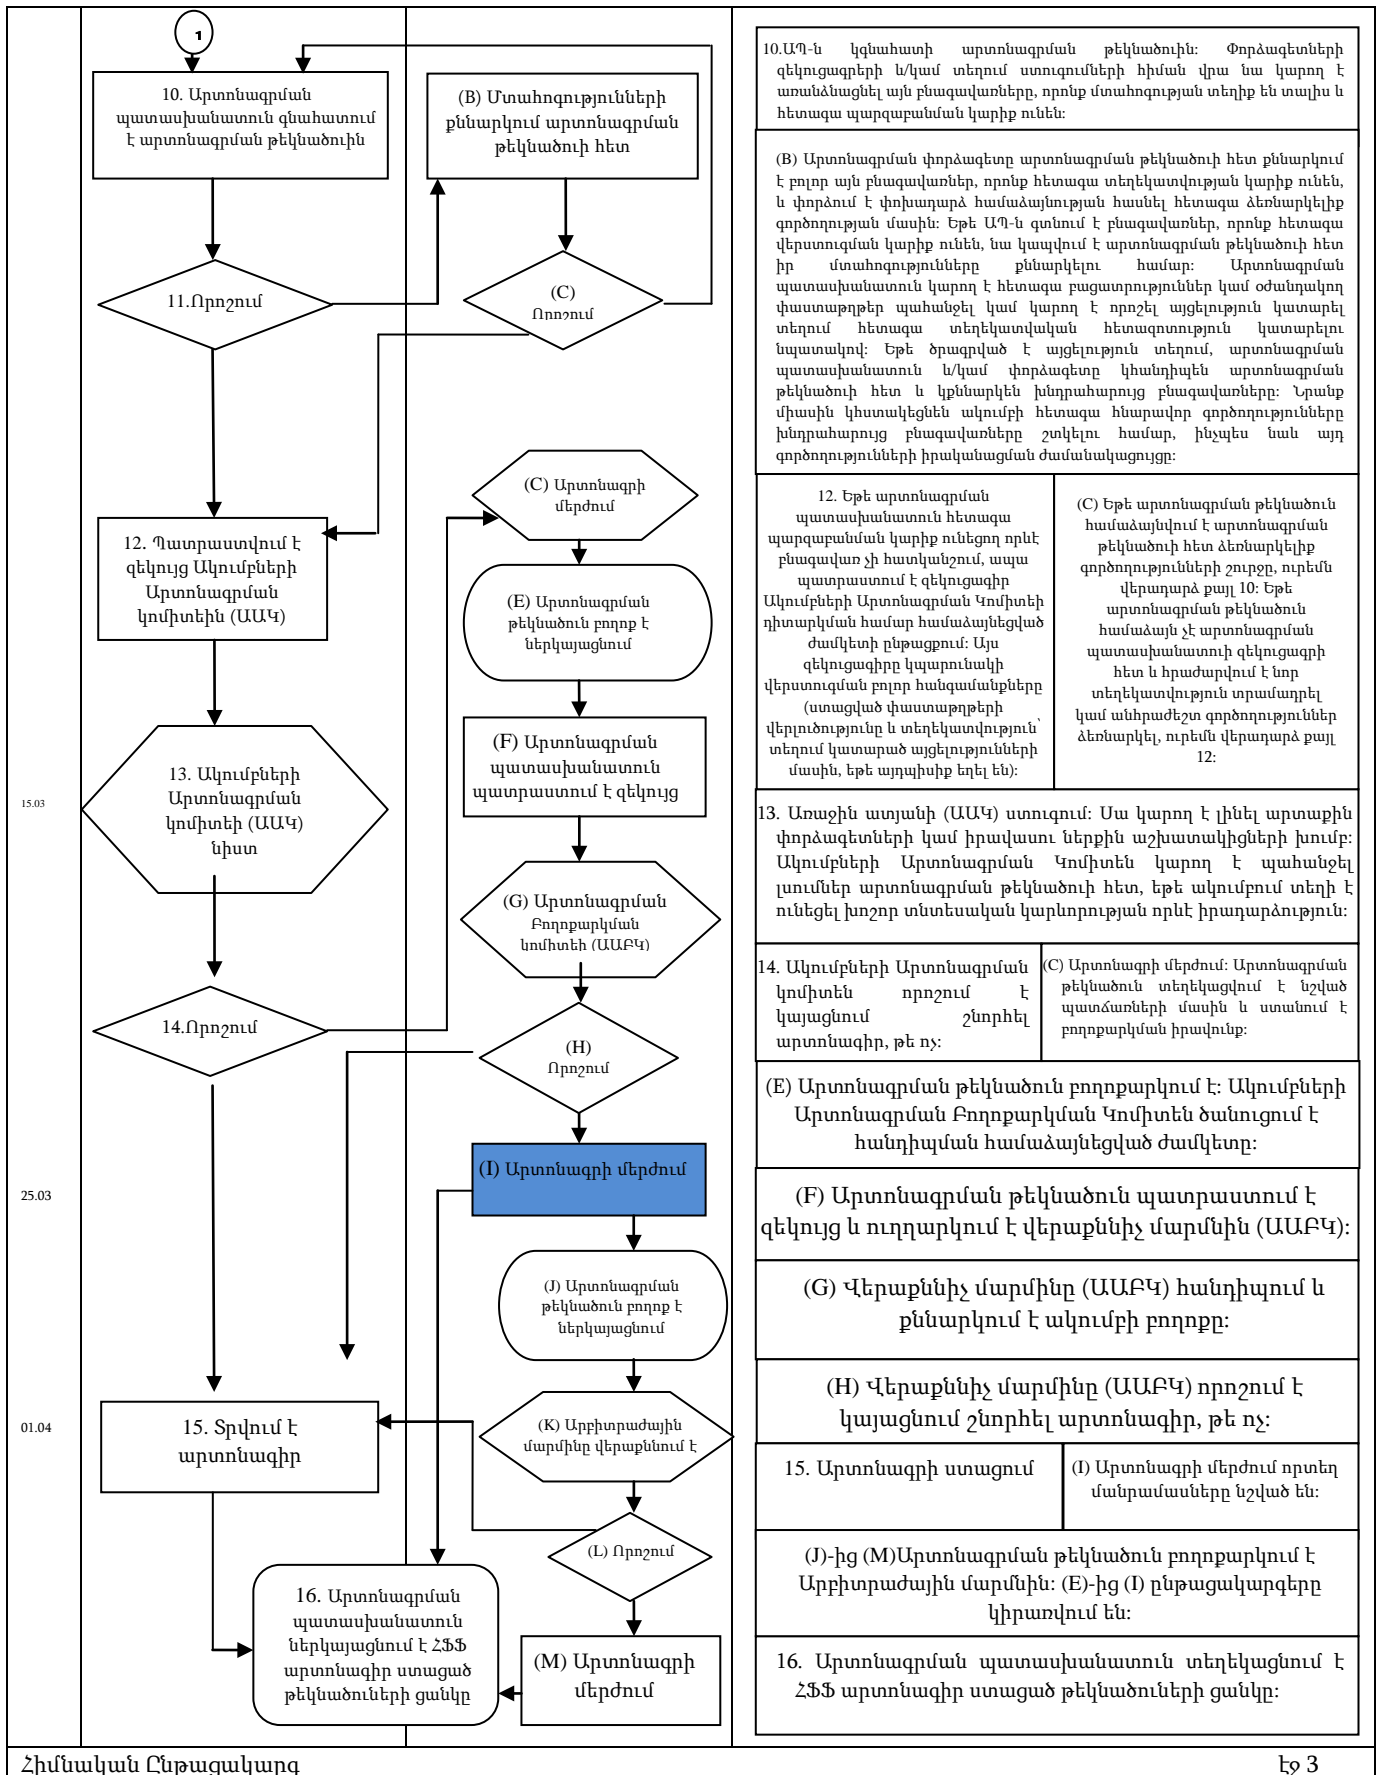 1
10. Արտոնագրման
պատասխանատուն գնահատում
է արտոնագրման թեկնածուին
(B) Մտահոգությունների
քննարկում արտոնագրման
թեկնածուի հետ
11.Որոշում
(C)
Որոշում
(C) Արտոնագրի
մերժում
12. Պատրաստվում է
զեկույց Ակումբների
Արտոնագրման
կոմիտեին (ԱԱԿ)
(E) Արտոնագրման
թեկնածուն բողոք է
ներկայացնում
(F) Արտոնագրման
պատասխանատուն
պատրաստում է զեկույց
15.03
13. Ակումբների
Արտոնագրման
կոմիտեի (ԱԱԿ)
նիստ
(G) Արտոնագրման
Բողոքարկման
կոմիտեի (ԱԱԲԿ)
14.Որոշում
(H)
Որոշում
25.03
(I) Արտոնագրի մերժում
(J) Արտոնագրման
թեկնածուն բողոք է
ներկայացնում
01.04
15. Տրվում է
արտոնագիր
(K) Արբիտրաժային
մարմինը վերաքննում է
(L) Որոշում
16. Արտոնագրման
պատասխանատուն
ներկայացնում է ՀՖՖ
արտոնագիր ստացած
թեկնածուների ցանկը
(M) Արտոնագրի
մերժում
10.ԱՊ-ն կգնահատի արտոնագրման թեկնածուին: Փորձագետների
զեկուցագրերի և/կամ տեղում ստուգումների հիման վրա նա կարող է
առանձնացնել այն բնագավառները, որոնք մտահոգության տեղիք են տալիս և
հետագա պարզաբանման կարիք ունեն:
(B) Արտոնագրման փորձագետը արտոնագրման թեկնածուի հետ քննարկում
է բոլոր այն բնագավառներ, որոնք հետագա տեղեկատվության կարիք ունեն,
և փորձում է փոխադարձ համաձայնության հասնել հետագա ձեռնարկելիք
գործողության մասին: Եթե ԱՊ-ն գտնում է բնագավառներ, որոնք հետագա
վերստուգման կարիք ունեն, նա կապվում է արտոնագրման թեկնածուի հետ
իր մտահոգությունները քննարկելու համար: Արտոնագրման
պատասխանատուն կարող է հետագա բացատրություններ կամ օժանդակող
փաստաթղթեր պահանջել կամ կարող է որոշել այցելություն կատարել
տեղում հետագա տեղեկատվական հետազոտություն կատարելու
նպատակով: Եթե ծրագրված է այցելություն տեղում, արտոնագրման
պատասխանատուն և/կամ փորձագետը կհանդիպեն արտոնագրման
թեկնածուի հետ և կքննարկեն խնդրահարույց բնագավառները: Նրանք
միասին կհստակեցնեն ակումբի հետագա հնարավոր գործողությունները
խնդրահարույց բնագավառները շտկելու համար, ինչպես նաև այդ
գործողությունների իրականացման ժամանակացույցը:
12. Եթե արտոնագրման
պատասխանատուն հետագա
պարզաբանման կարիք ունեցող որևէ
բնագավառ չի հատկանշում, ապա
պատրաստում է զեկուցագիր
Ակումբների Արտոնագրման Կոմիտեի
դիտարկման համար համաձայնեցված
ժամկետի ընթացքում: Այս
զեկուցագիրը կպարունակի
վերստուգման բոլոր հանգամանքները
(ստացված փաստաթղթերի
վերլուծությունը և տեղեկատվություն՝
տեղում կատարած այցելությունների
մասին, եթե այդպիսիք եղել են):
(C) Եթե արտոնագրման թեկնածուն
համաձայնվում է արտոնագրման
թեկնածուի հետ ձեռնարկելիք
գործողությունների շուրջը, ուրեմն
վերադարձ քայլ 10: Եթե
արտոնագրման թեկնածուն
համաձայն չէ արտոնագրման
պատասխանատուի զեկուցագրի
հետ և հրաժարվում է նոր
տեղեկատվություն տրամադրել
կամ անհրաժեշտ գործողություններ
ձեռնարկել, ուրեմն վերադարձ քայլ
12:
13. Առաջին ատյանի (ԱԱԿ) ստուգում: Սա կարող է լինել արտաքին
փորձագետների կամ իրավասու ներքին աշխատակիցների խումբ:
Ակումբների Արտոնագրման Կոմիտեն կարող է պահանջել
լսումներ արտոնագրման թեկնածուի հետ, եթե ակումբում տեղի է
ունեցել խոշոր տնտեսական կարևորության որևէ իրադարձություն:
14. Ակումբների Արտոնագրման
կոմիտեն որոշում է
կայացնում շնորհել
արտոնագիր, թե ոչ:
(C) Արտոնագրի մերժում: Արտոնագրման
թեկնածուն տեղեկացվում է նշված
պատճառների մասին և ստանում է
բողոքարկման իրավունք:
(E) Արտոնագրման թեկնածուն բողոքարկում է: Ակումբների
Արտոնագրման Բողոքարկման Կոմիտեն ծանուցում է
հանդիպման համաձայնեցված ժամկետը:
(F) Արտոնագրման թեկնածուն պատրաստում է
զեկույց և ուղղարկում է վերաքննիչ մարմնին (ԱԱԲԿ):
(G) Վերաքննիչ մարմինը (ԱԱԲԿ) հանդիպում և
քննարկում է ակումբի բողոքը:
(H) Վերաքննիչ մարմինը (ԱԱԲԿ) որոշում է
կայացնում շնորհել արտոնագիր, թե ոչ:
15. Արտոնագրի ստացում
(I) Արտոնագրի մերժում որտեղ
մանրամասները նշված են:
(J)-ից (M)Արտոնագրման թեկնածուն բողոքարկում է
Արբիտրաժային մարմնին: (E)-ից (I) ընթացակարգերը
կիրառվում են:
16. Արտոնագրման պատասխանատուն տեղեկացնում է
ՀՖՖ արտոնագիր ստացած թեկնածուների ցանկը:
Հիմնական Ընթացակարգ էջ 3